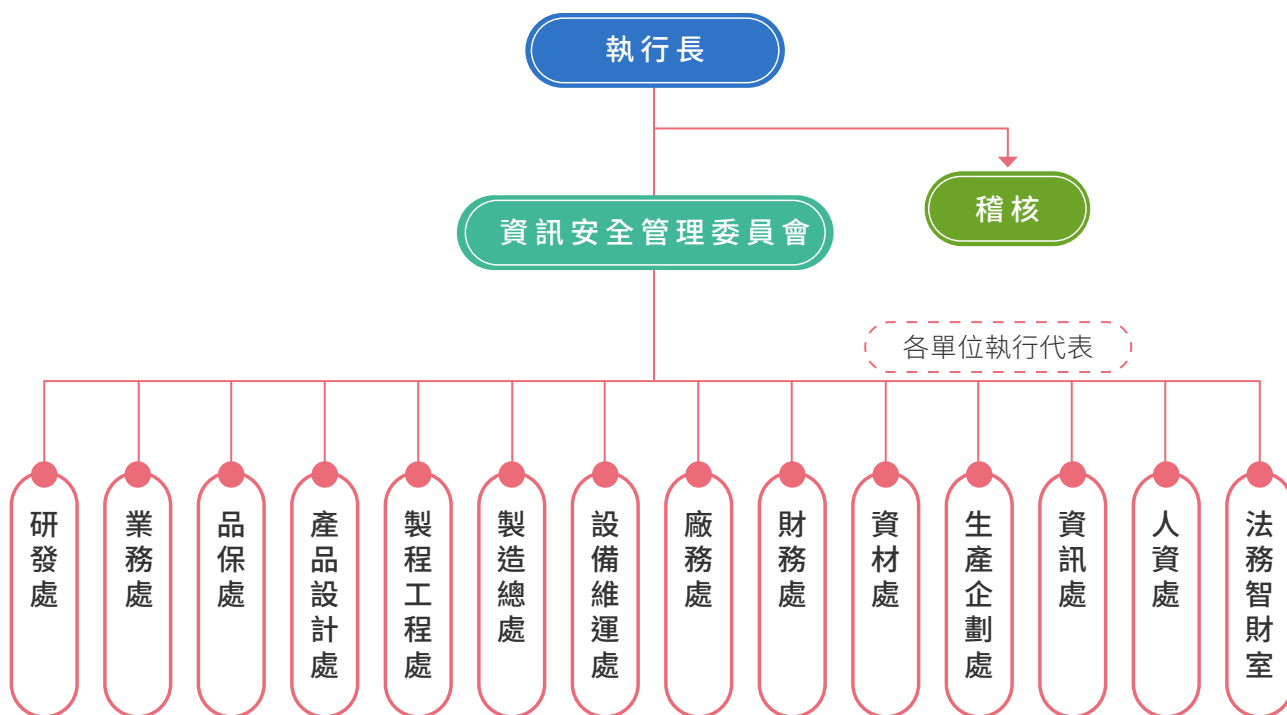 執行長
稽核
資訊安全管理委員會
各單位執行代表
研發處
業務處
品保處
產品設計處
製程工程處
製造總處
設備維運處
廠務處
財務處
資材處
生產企劃處
資訊處
人資處
法務智財室